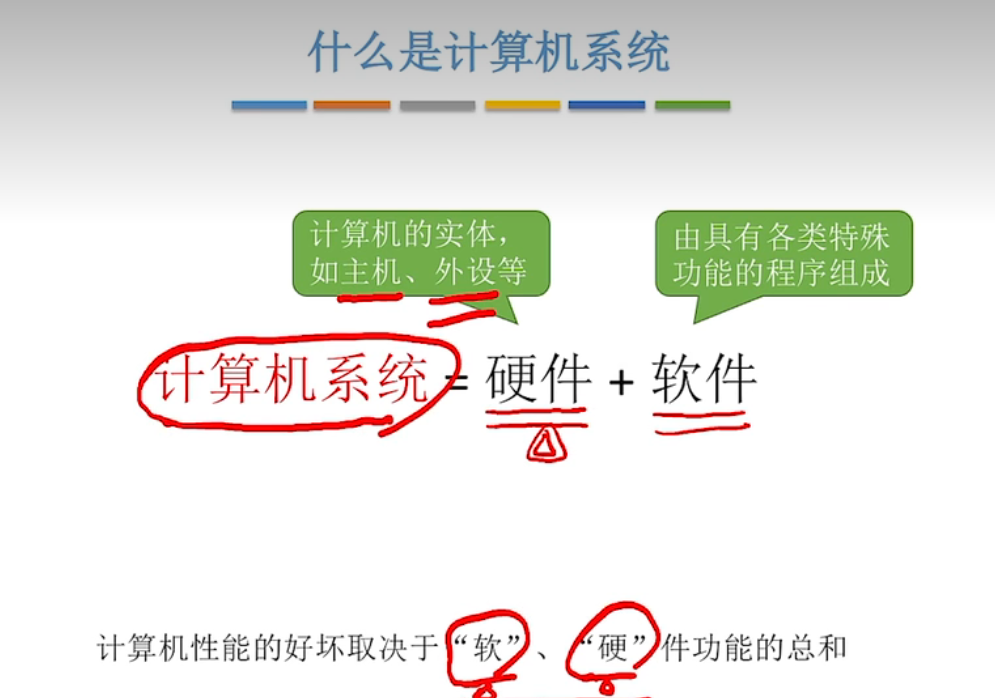 什么是计算机系统
计算机的实体，
如主机、外设等
由具有各类特殊
功能的程序组成
计算机系统 = 硬件 + 软件
计算机性能的好坏取决于“软”、“硬”件功能的总和